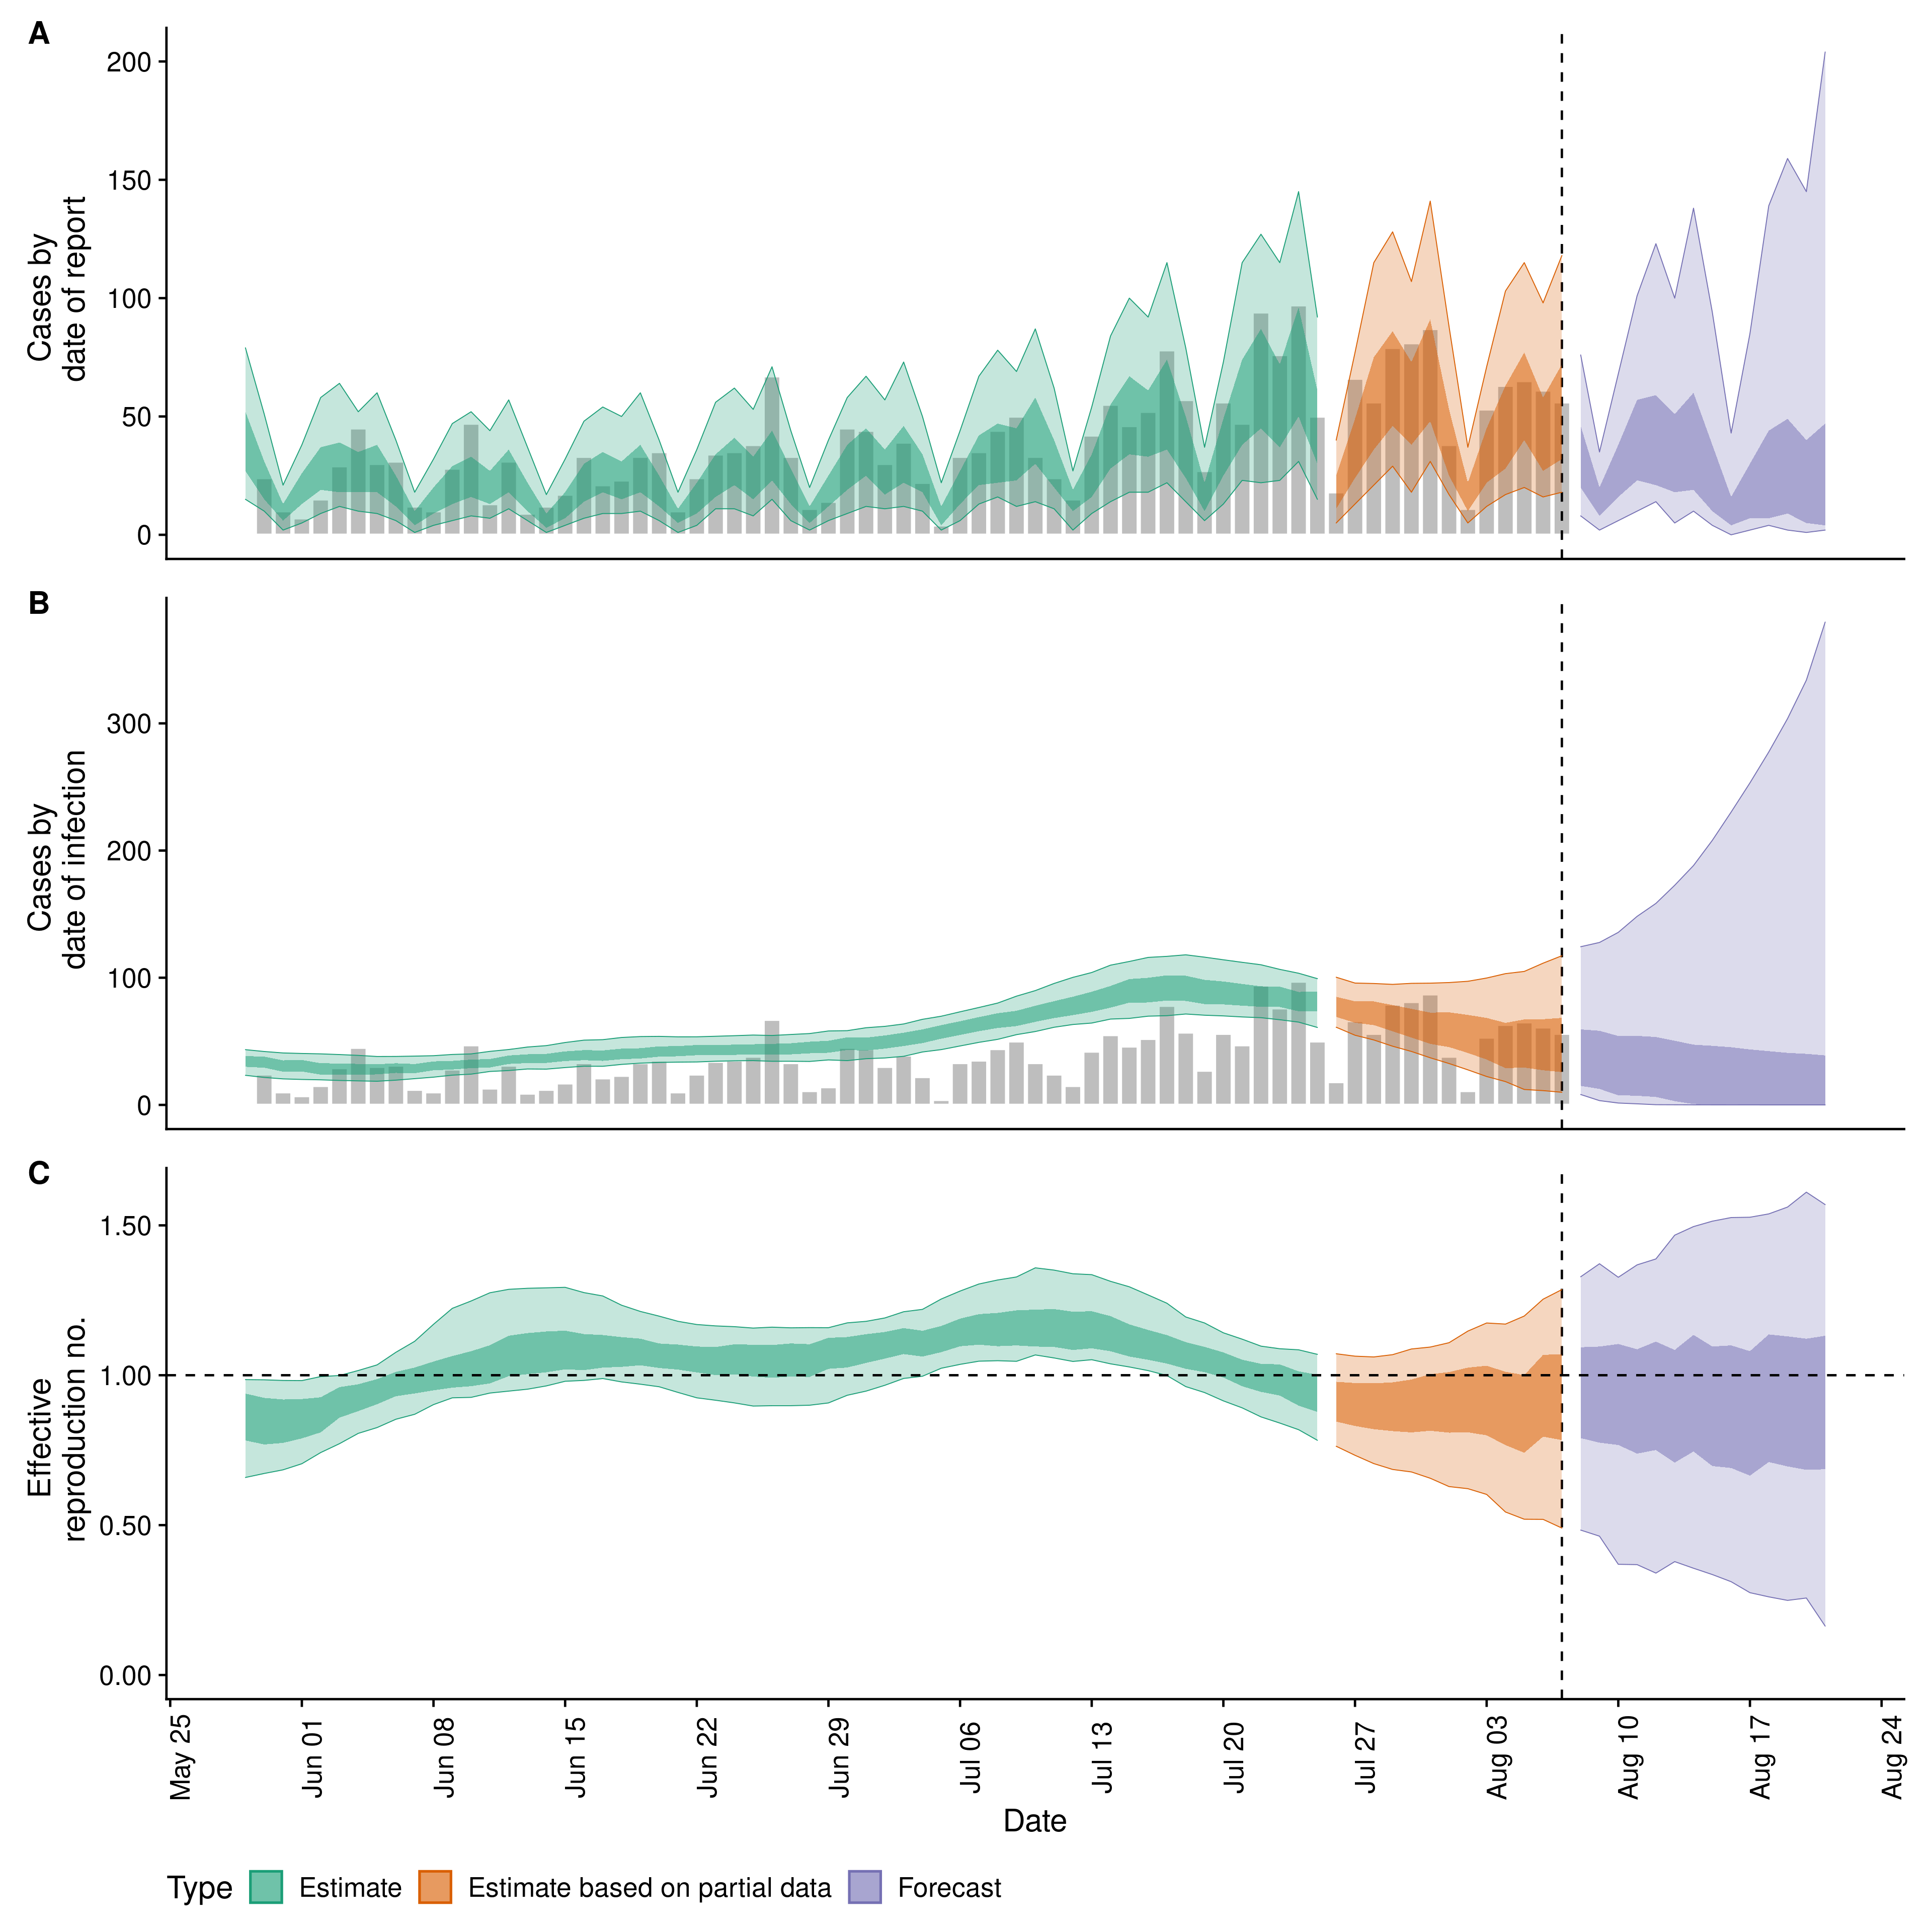 A
200
150
100
50
0
Cases by
date of report
B
300
200
100
0
Cases by
date of infection
C
1.50
1.00
0.50
0.00
Effective
reproduction no.
May 25
Jun 01
Jun 08
Jun 15
Jun 22
Jun 29
Jul 06
Jul 13
Jul 20
Jul 27
Aug 03
Aug 10
Aug 17
Aug 24
Date
Type Estimate Estimate based on partial data Forecast